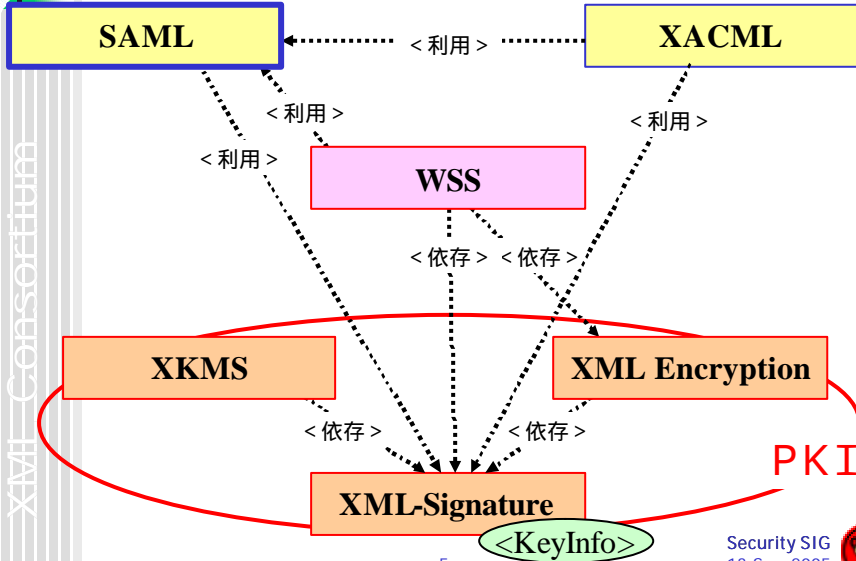 SAML
XACML
<利用>
<利用>
<利用>
<利用>
WSS
<依存>
<依存>
XKMS
XML Encryption
<依存>
<依存>
PKI
XML-Signature
<KeyInfo>
Security SIG
XML Consortium